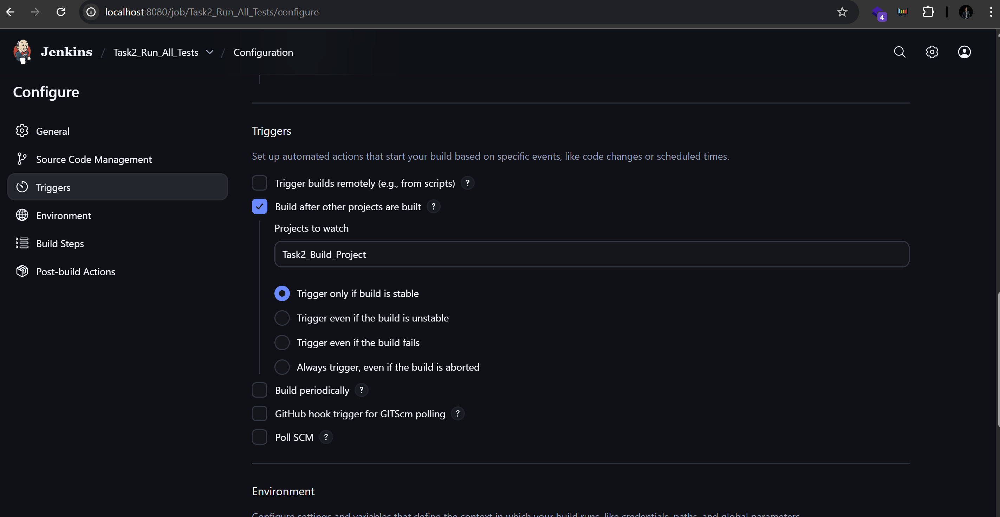 localhost:8080/job/Task2_Run_All_Tests/configure
4
Jenkins / Task2_Run_All_Tests / Configuration
Configure
General
Source Code Management
Triggers
Environment
Build Steps
Post-build Actions
Triggers
Set up automated actions that start your build based on specific events, like code changes or scheduled times.
Trigger builds remotely (e.g., from scripts) ?
Build after other projects are built ?
Projects to watch
Task2_Build_Project
Trigger only if build is stable
Trigger even if the build is unstable
Trigger even if the build fails
Always trigger, even if the build is aborted
Build periodically ?
GitHub hook trigger for GITScm polling ?
Poll SCM ?
Environment
Configure settings and variables that define the context in which your build runs, like credentials, paths, and global parameters.